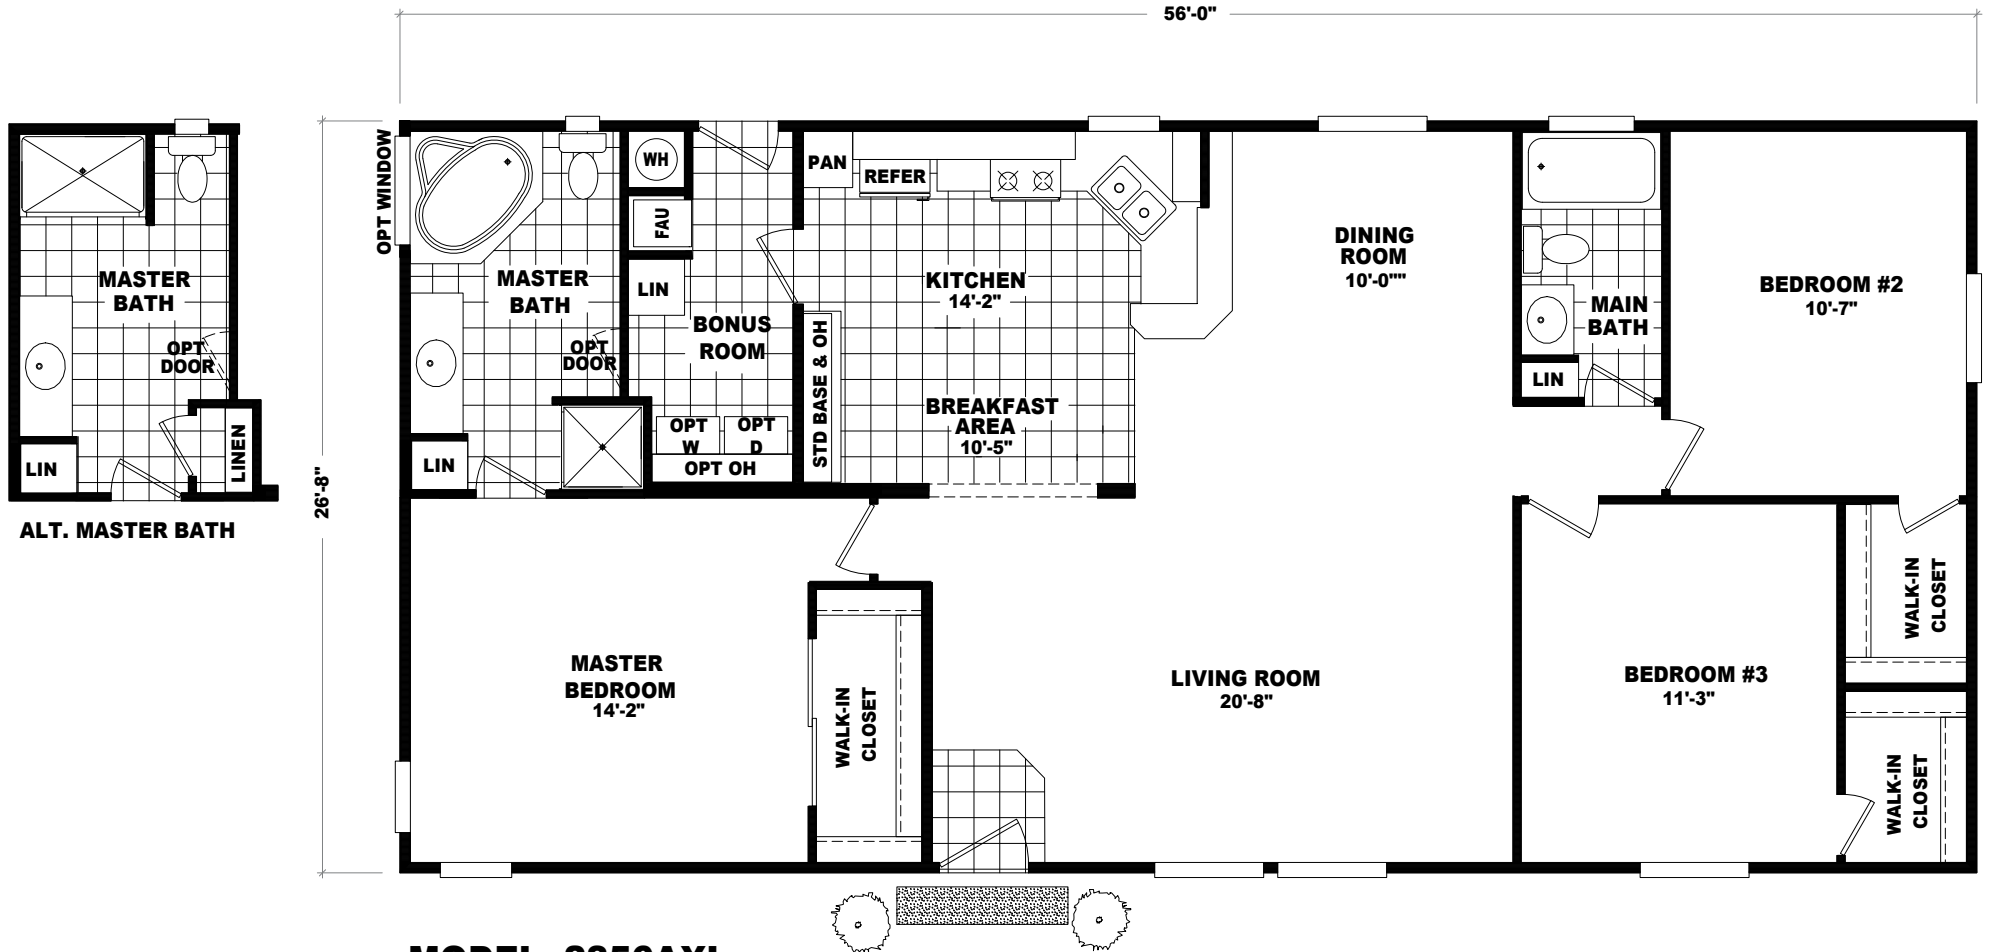 56'-0"
OPT WINDOW
26'-8"
MASTER
BATH
OPT
DOOR
LIN
LINEN
ALT. MASTER BATH
MASTER
BATH
OPT
DOOR
LIN
WH
FAU
LIN
BONUS
ROOM
OPT
W
OPT
D
OPT OH
PAN
REFER
KITCHEN
14'-2"
STD BASE & OH
BREAKFAST
AREA
10'-5"
DINING
ROOM
10'-0""
MAIN
BATH
LIN
BEDROOM #2
10'-7"
WALK-IN
CLOSET
MASTER
BEDROOM
14'-2"
WALK-IN
CLOSET
LIVING ROOM
20'-8"
BEDROOM #3
11'-3"
WALK-IN
CLOSET